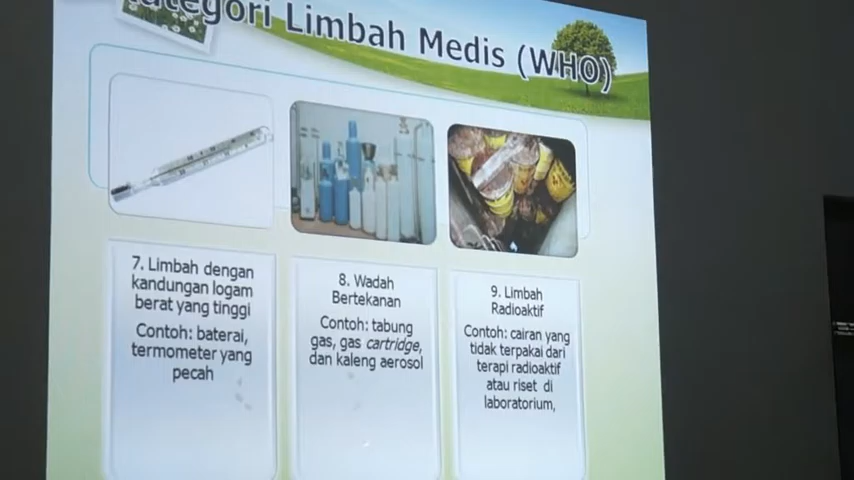 Kategori Limbah Medis (WHO)
7. Limbah dengan
kandungan logam
berat yang tinggi
Contoh: baterai,
termometer yang
pecah
8. Wadah
Bertekanan
Contoh: tabung
gas, gas cartridge,
dan kaleng aerosol
9. Limbah
Radioaktif
Contoh: cairan yang
tidak terpakai dari
terapi radioaktif
atau riset di
laboratorium,